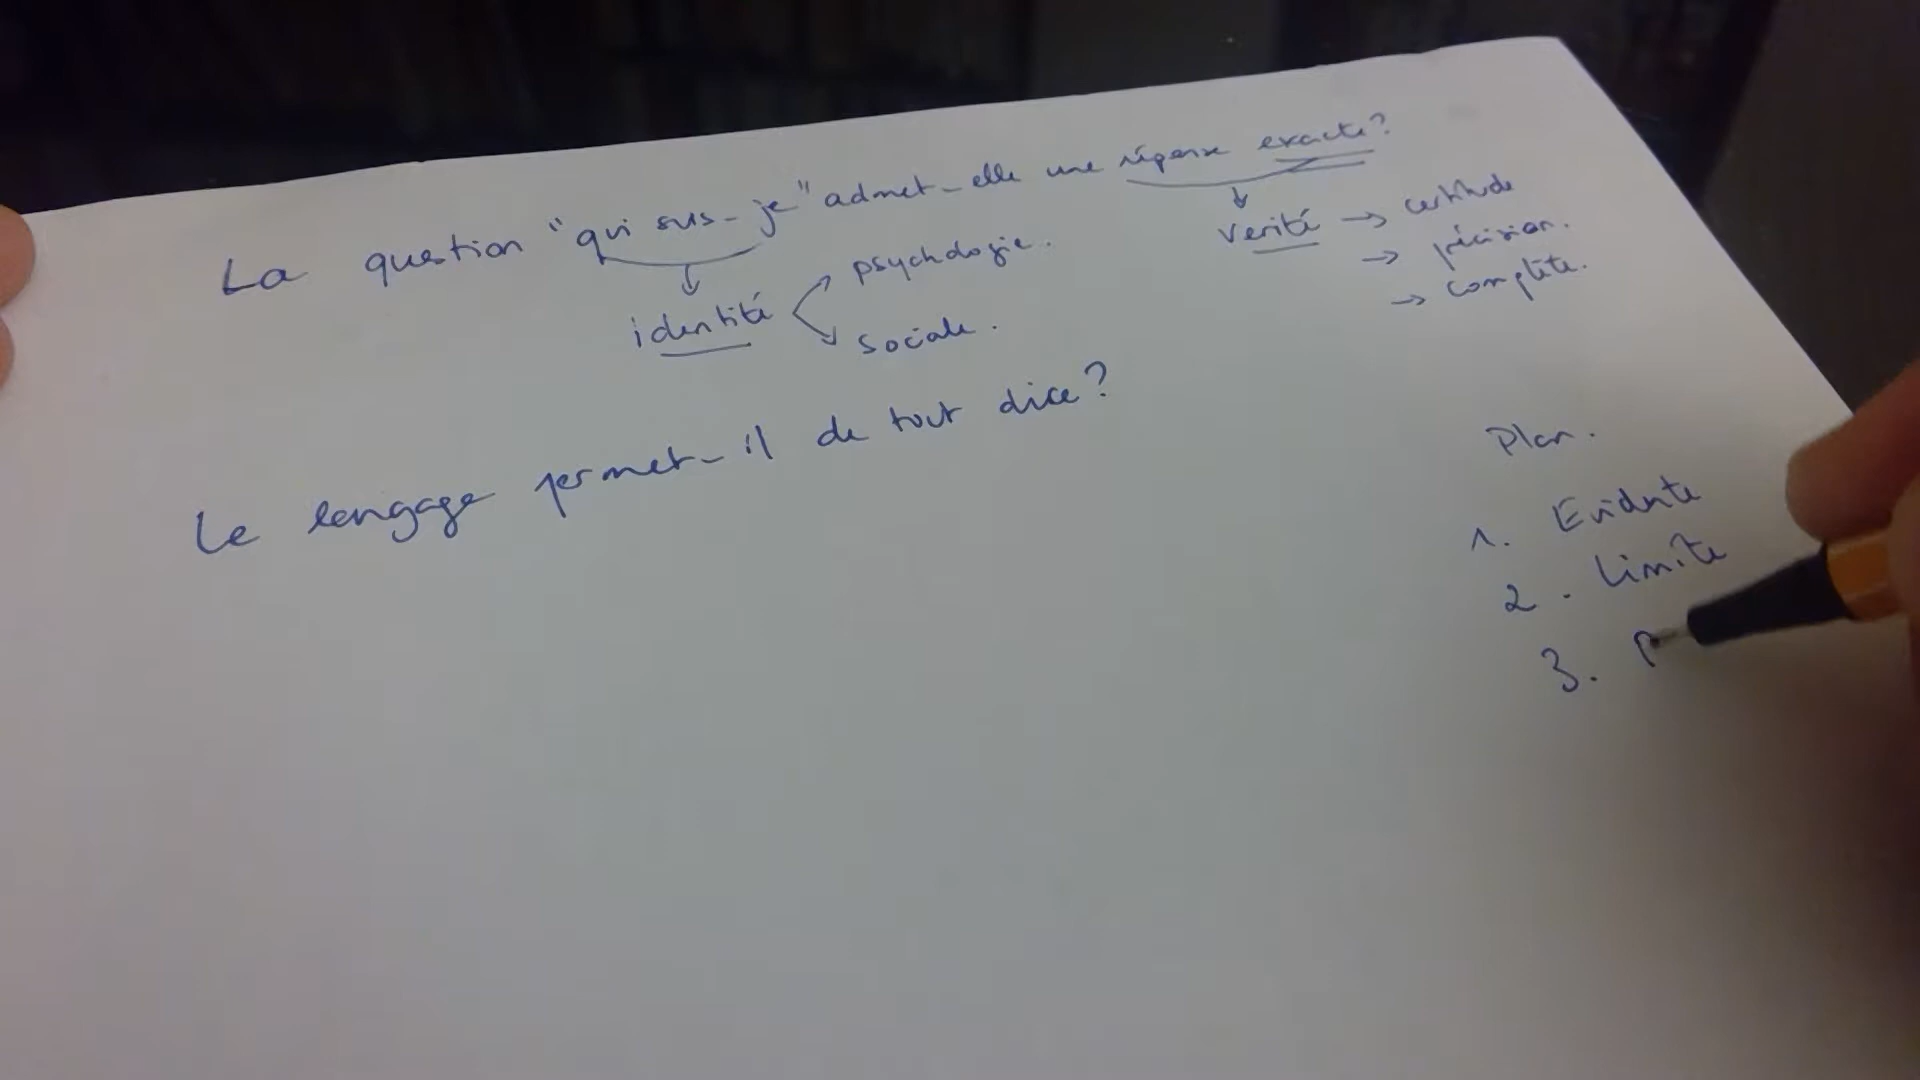 La question "qui suis-je" admet-elle une réponse exacte?
identité
psychologie.
sociale.
Vérité → certitude
→ précision.
→ complète.
Le langage permet-il de tout dire?
Plan.
1. Evidente
2. Limite
3. P